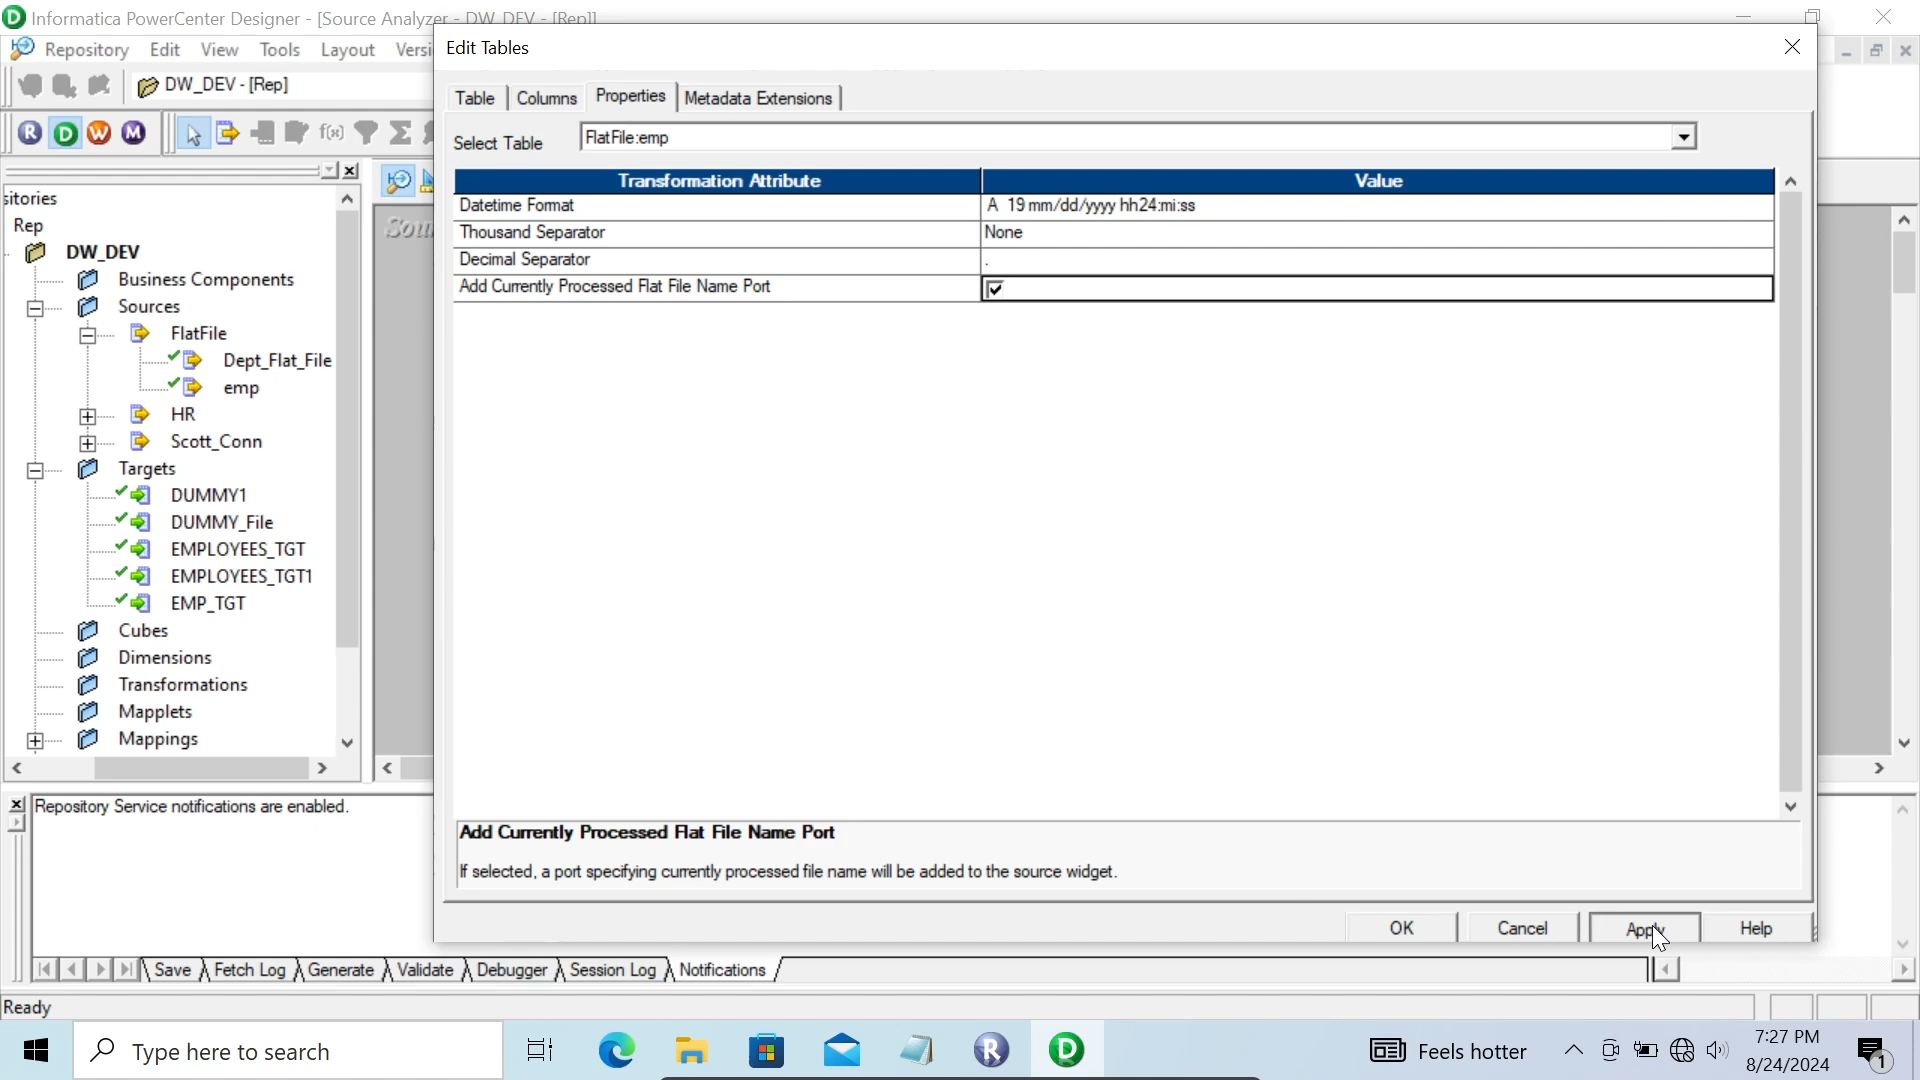 Informatica PowerCenter Designer - [Source Analyzer - DW_DEV - [Rep]]
Repository Edit View Tools Layout Versi
DW_DEV - [Rep]
Edit Tables
Table Columns Properties Metadata Extensions
Select Table FlatFile:emp
Transformation Attribute Value
Datetime Format A 19 mm/dd/yyyy hh24:mi:ss
Thousand Separator None
Decimal Separator .
Add Currently Processed Flat File Name Port
Add Currently Processed Flat File Name Port
If selected, a port specifying currently processed file name will be added to the source widget.
OK Cancel Apply Help
R D W M f(x) Σ
sitories
Rep
DW_DEV
Business Components
Sources
FlatFile
Dept_Flat_File
emp
HR
Scott_Conn
Targets
DUMMY1
DUMMY_File
EMPLOYEES_TGT
EMPLOYEES_TGT1
EMP_TGT
Cubes
Dimensions
Transformations
Mapplets
Mappings
Sour
Repository Service notifications are enabled.
Save Fetch Log Generate Validate Debugger Session Log Notifications
Ready
Type here to search
R D
Feels hotter
7:27 PM
8/24/2024
1